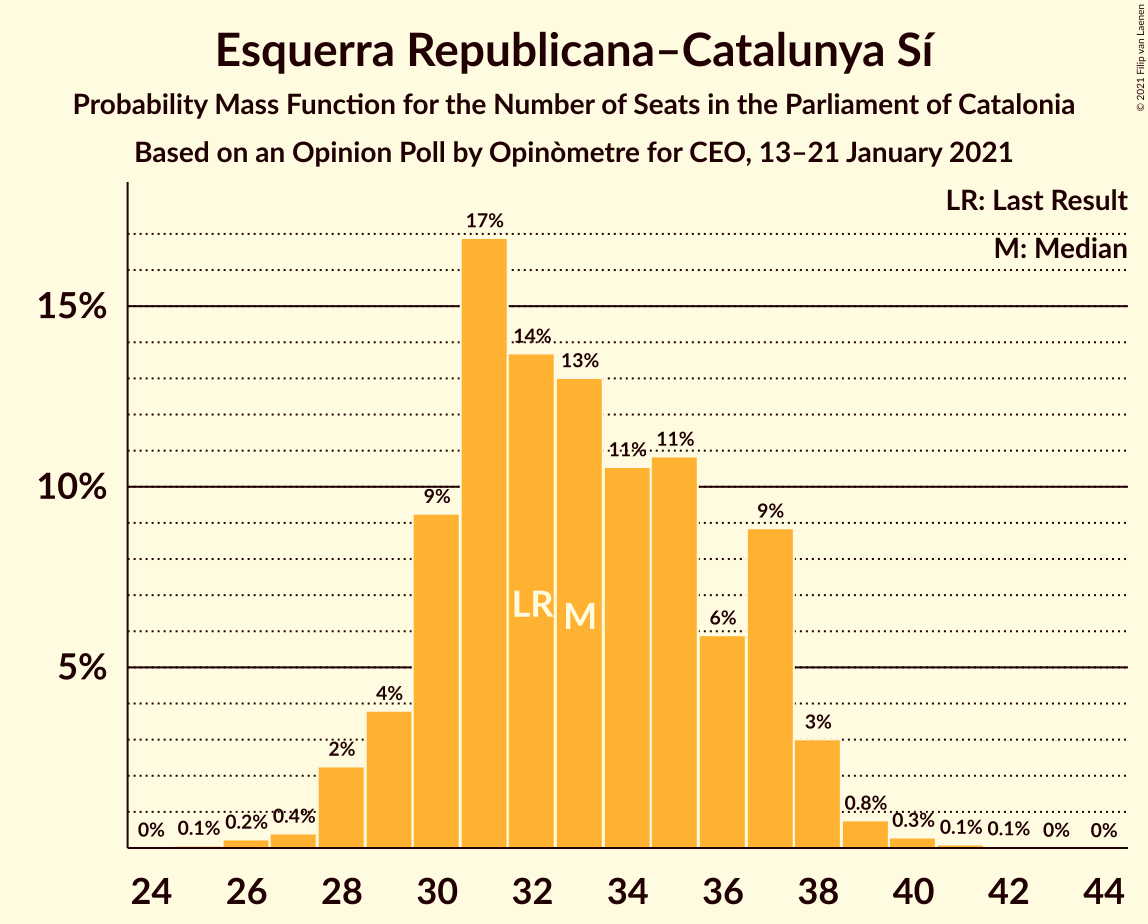 Esquerra Republicana–Catalunya Sí
Probability Mass Function for the Number of Seats in the Parliament of Catalonia
Based on an Opinion Poll by Opinòmetre for CEO, 13–21 January 2021
© 2021 Filip van Laenen
LR: Last Result
M: Median
15%
10%
5%
0%
0.1%
0.2%
0.4%
2%
4%
9%
17%
14%
13%
11%
11%
6%
9%
3%
0.8%
0.3%
0.1%
0.1%
0%
0%
LR
M
24 26 28 30 32 34 36 38 40 42 44